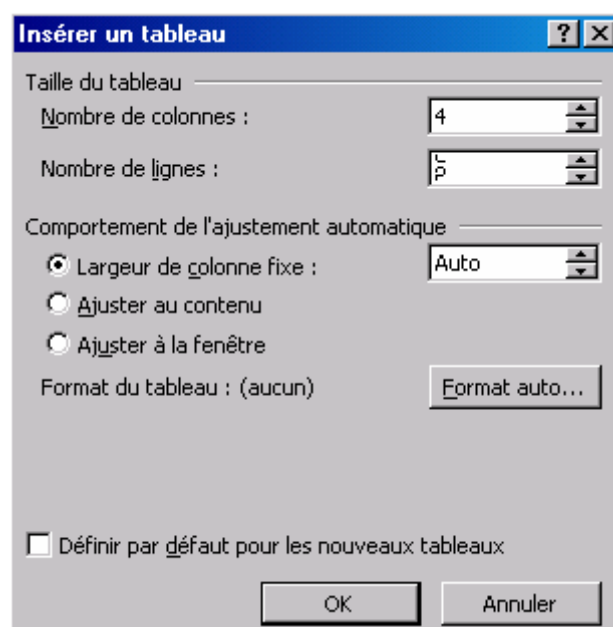 Insérer un tableau
Taille du tableau
Nombre de colonnes : 4
Nombre de lignes :
Comportement de l'ajustement automatique
Largeur de colonne fixe : Auto
Ajuster au contenu
Ajuster à la fenêtre
Format du tableau : (aucun) Format auto...
Définir par défaut pour les nouveaux tableaux
OK Annuler